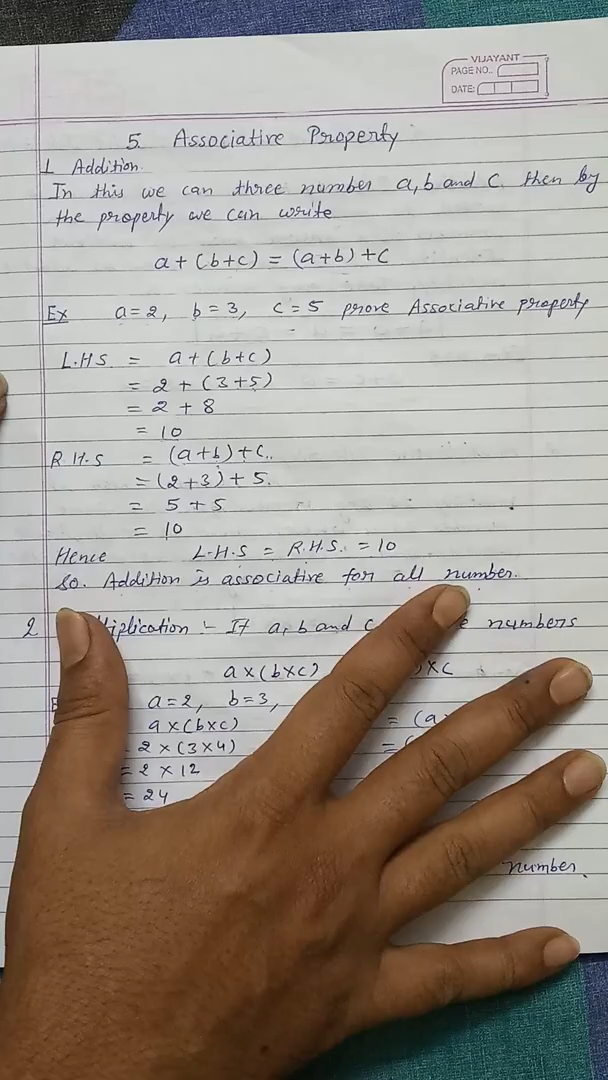 VIJAYANT
PAGE NO.:
DATE:
5. Associative Property
1 Addition.
In this we can three number a, b and c. then by
the property we can write
a + (b+c) = (a+b) + c
Ex a=2, b=3, c=5 prove Associative property
L.H.S. = a + (b+c)
= 2 + (3+5)
= 2 + 8
= 10
R.H.S = (a+b)+c.
= (2+3) + 5.
= 5 + 5
= 10
Hence L.H.S = R.H.S. = 10
So. Addition is associative for all number.
2 If a, b and c numbers
a×(b×c) ×c
a=2, b=3,
a×(b×c) = (a
= 2 × (3×4) =
= 2 × 12
= 24
number.